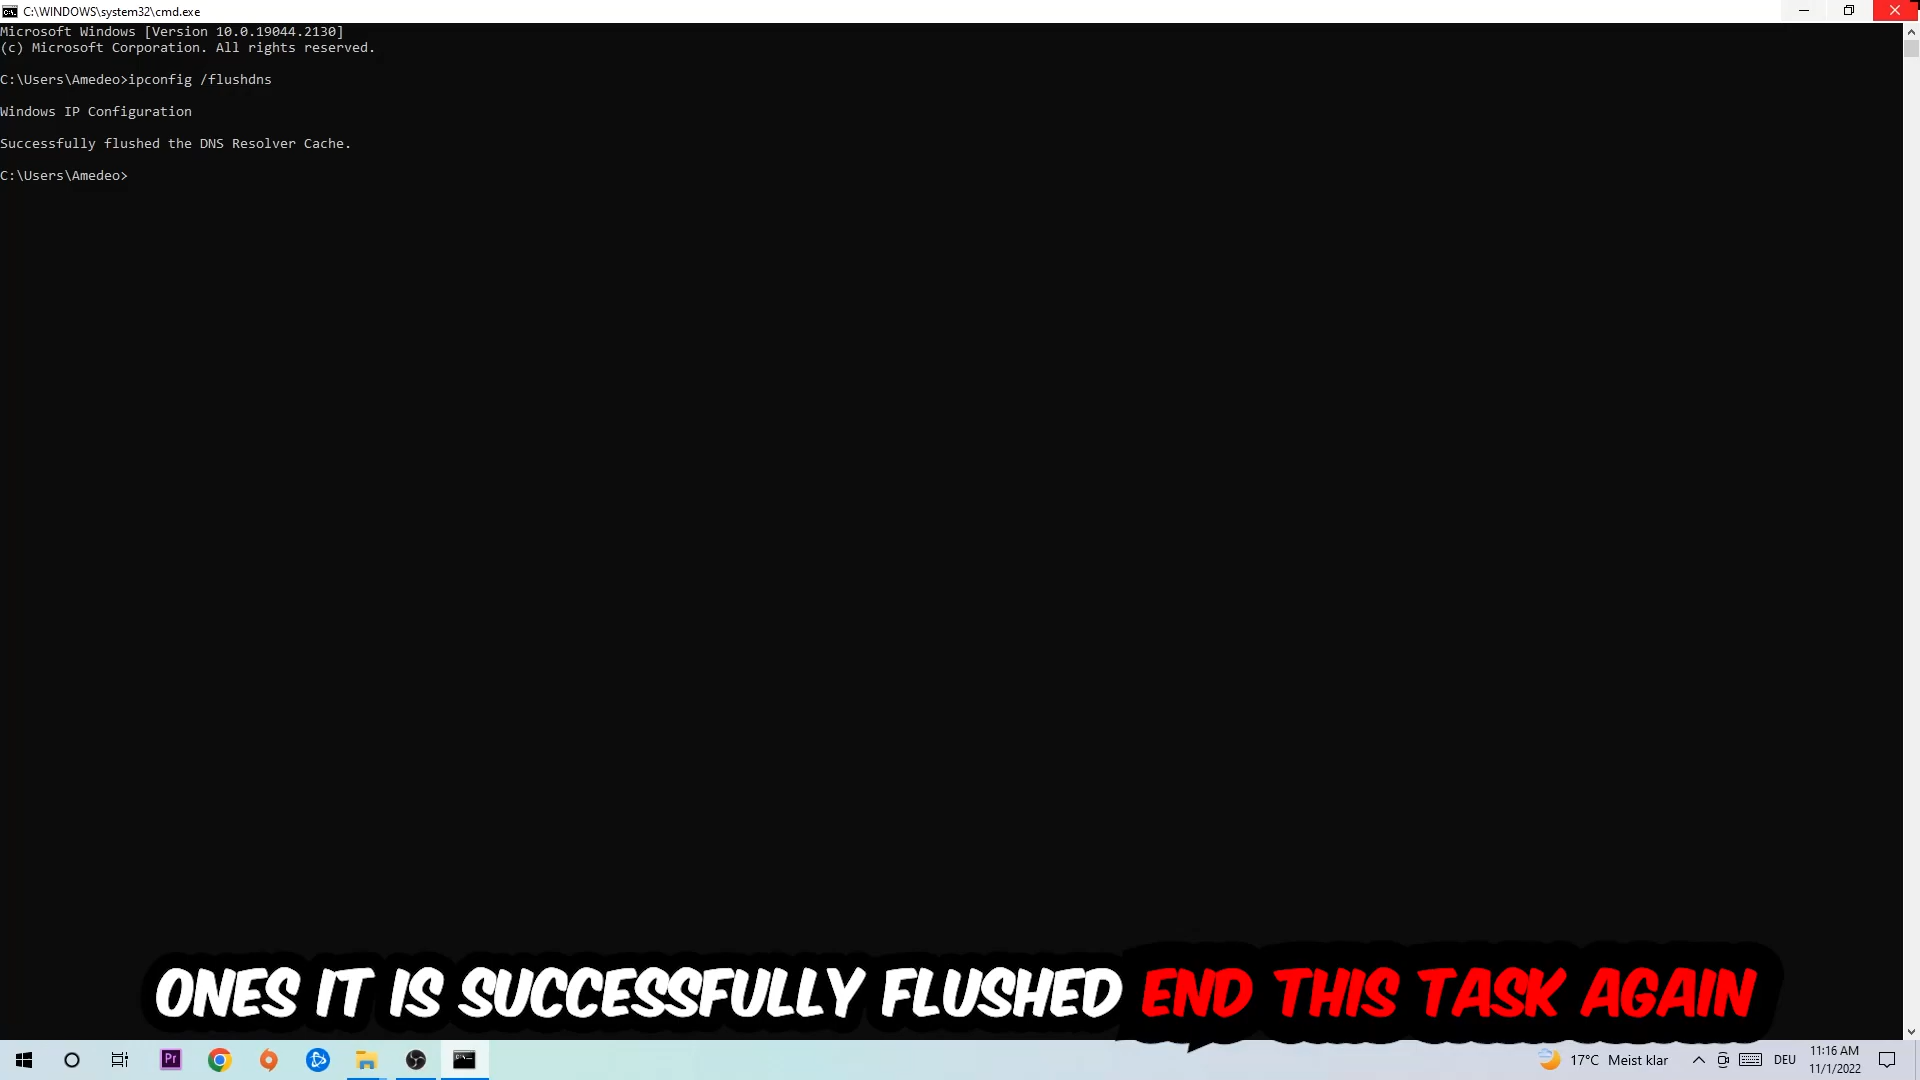 C:\WINDOWS\system32\cmd.exe
Microsoft Windows [Version 10.0.19044.2130]
(c) Microsoft Corporation. All rights reserved.
C:\Users\Amedeo>ipconfig /flushdns
Windows IP Configuration
Successfully flushed the DNS Resolver Cache.
C:\Users\Amedeo>
ONES IT IS SUCCESSFULLY FLUSHED END THIS TASK AGAIN
Pr
17°C Meist klar
DEU
11:16 AM
11/1/2022